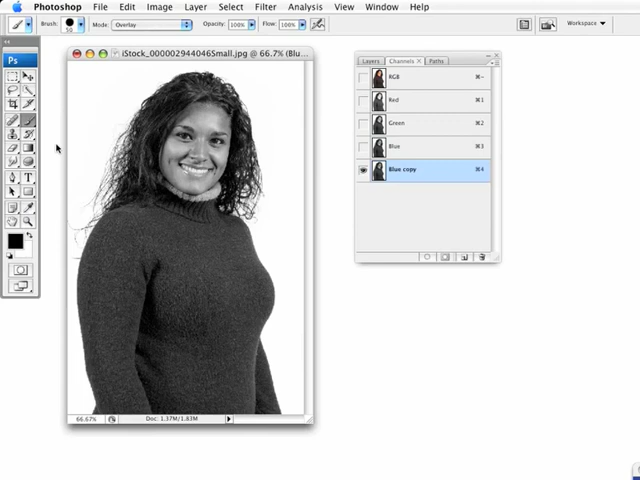 Photoshop File Edit Image Layer Select Filter Analysis View Window Help
Brush: 50 Mode: Overlay Opacity: 100% Flow: 100% Workspace
iStock_000002944046Small.jpg @ 66.7% (Blu...
Ps
Layers Channels Paths
RGB ⌘~
Red ⌘1
Green ⌘2
Blue ⌘3
Blue copy ⌘4
66.67% Doc: 1.37M/1.83M